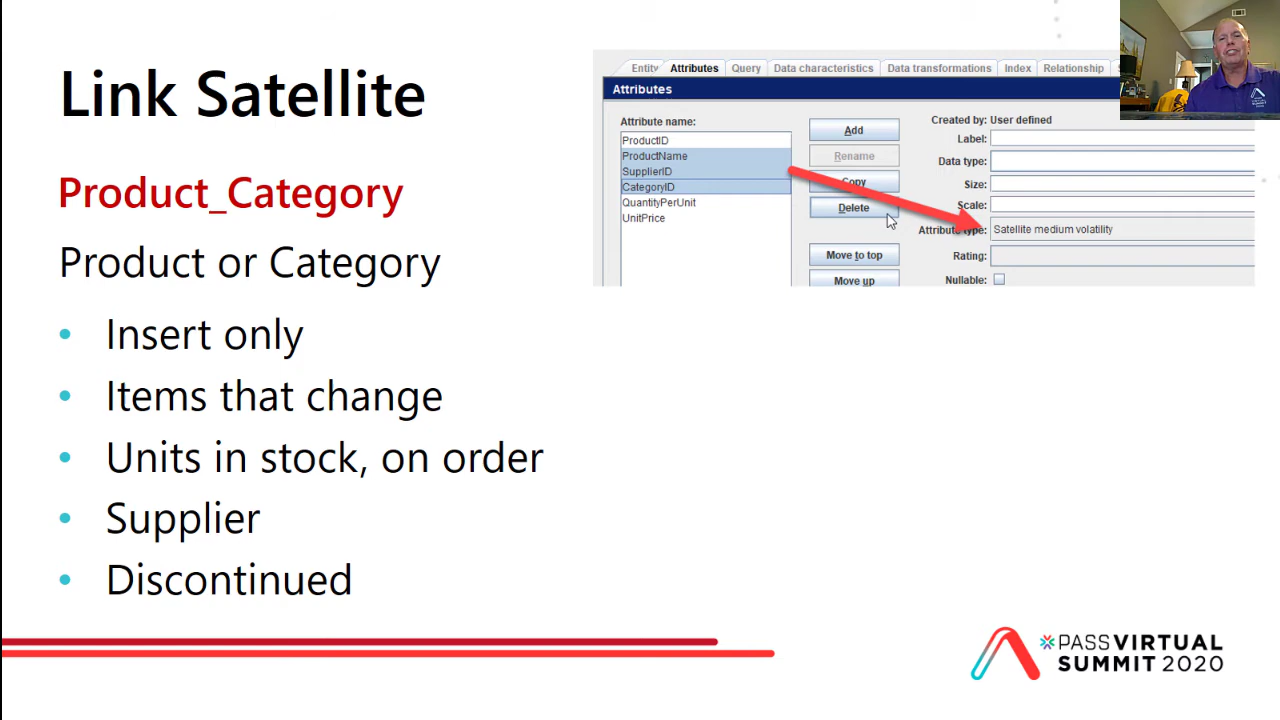 Link Satellite
Product_Category
Product or Category
• Insert only
• Items that change
• Units in stock, on order
• Supplier
• Discontinued
Entity Attributes Query Data characteristics Data transformations Index Relationship
Attributes
Attribute name:
ProductID
ProductName
SupplierID
CategoryID
QuantityPerUnit
UnitPrice
Add
Rename
Copy
Delete
Move to top
Move up
Created by: User defined
Label:
Data type:
Size:
Scale:
Attribute type: Satellite medium volatility
Rating:
Nullable:
PASS VIRTUAL
SUMMIT 2020